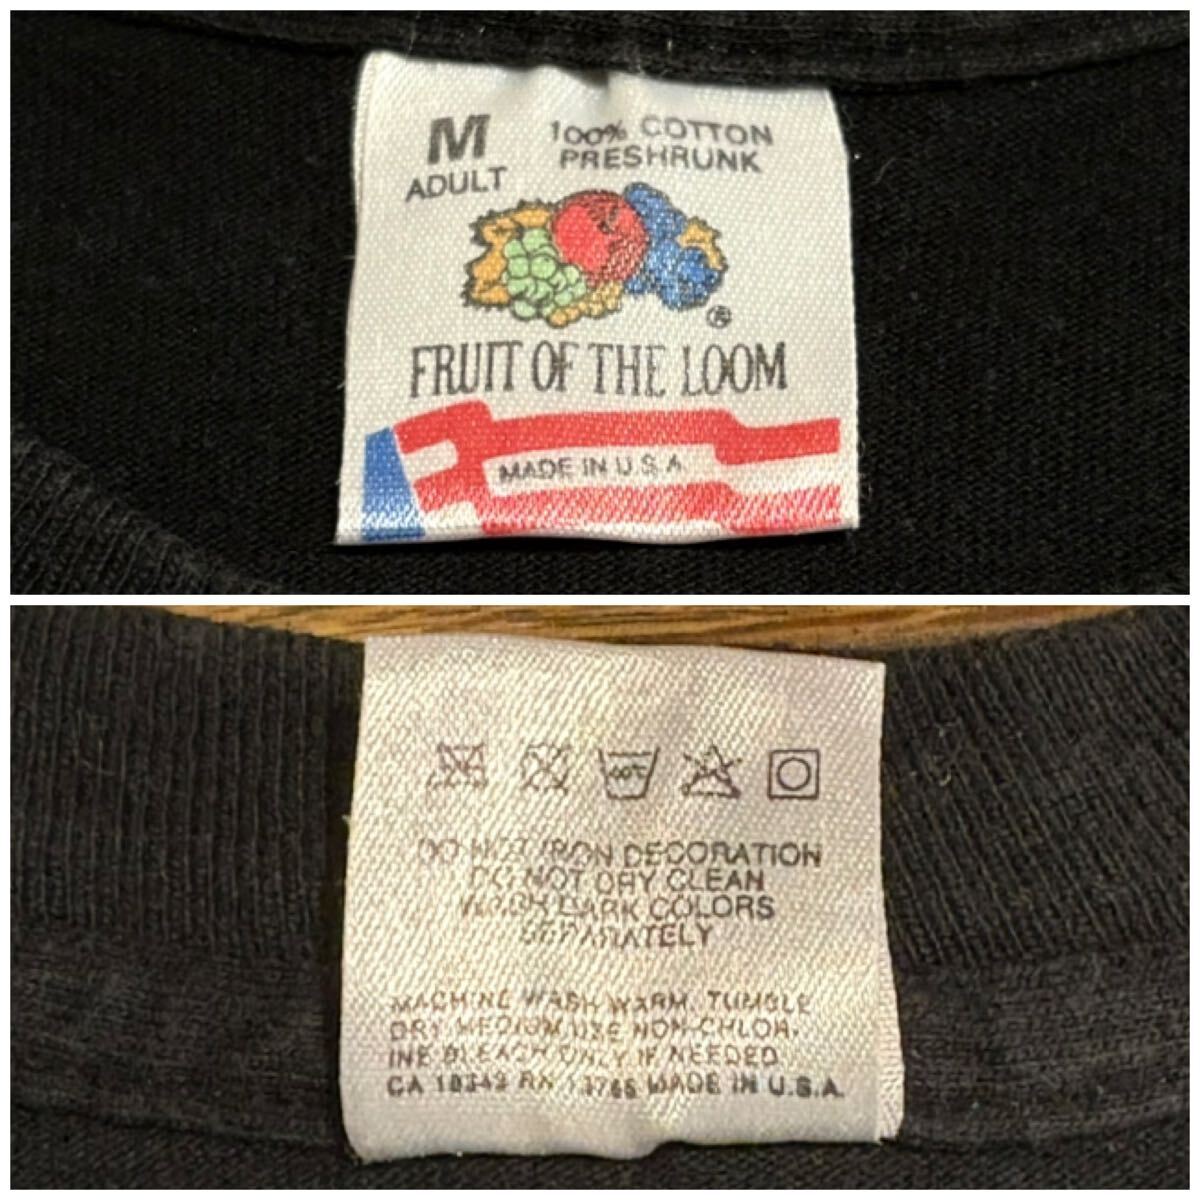 M
ADULT
100% COTTON
PRESHRUNK
®
FRUIT OF THE LOOM
MADE IN U.S.A.
DO NOT IRON DECORATION
DO NOT DRY CLEAN
WASH DARK COLORS
SEPARATELY
MACHINE WASH WARM, TUMBLE
DRY MEDIUM USE NON-CHLOR-
INE BLEACH ONLY IF NEEDED
CA 19343 RN 13765 MADE IN U.S.A.